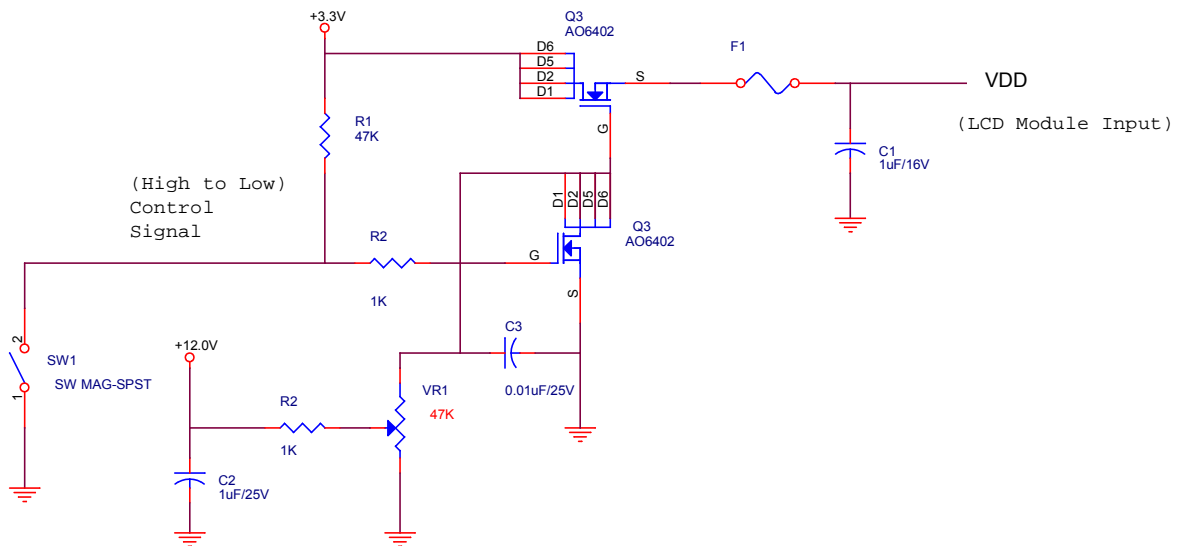 +3.3V
Q3
AO6402
D6
D5
D2
D1
S
G
F1
VDD
(LCD Module Input)
R1
47K
C1
1uF/16V
(High to Low)
Control
Signal
D1
D2
D5
D6
Q3
AO6402
R2
1K
G
S
2
SW1
SW MAG-SPST
1
+12.0V
C3
0.01uF/25V
VR1
47K
R2
1K
C2
1uF/25V